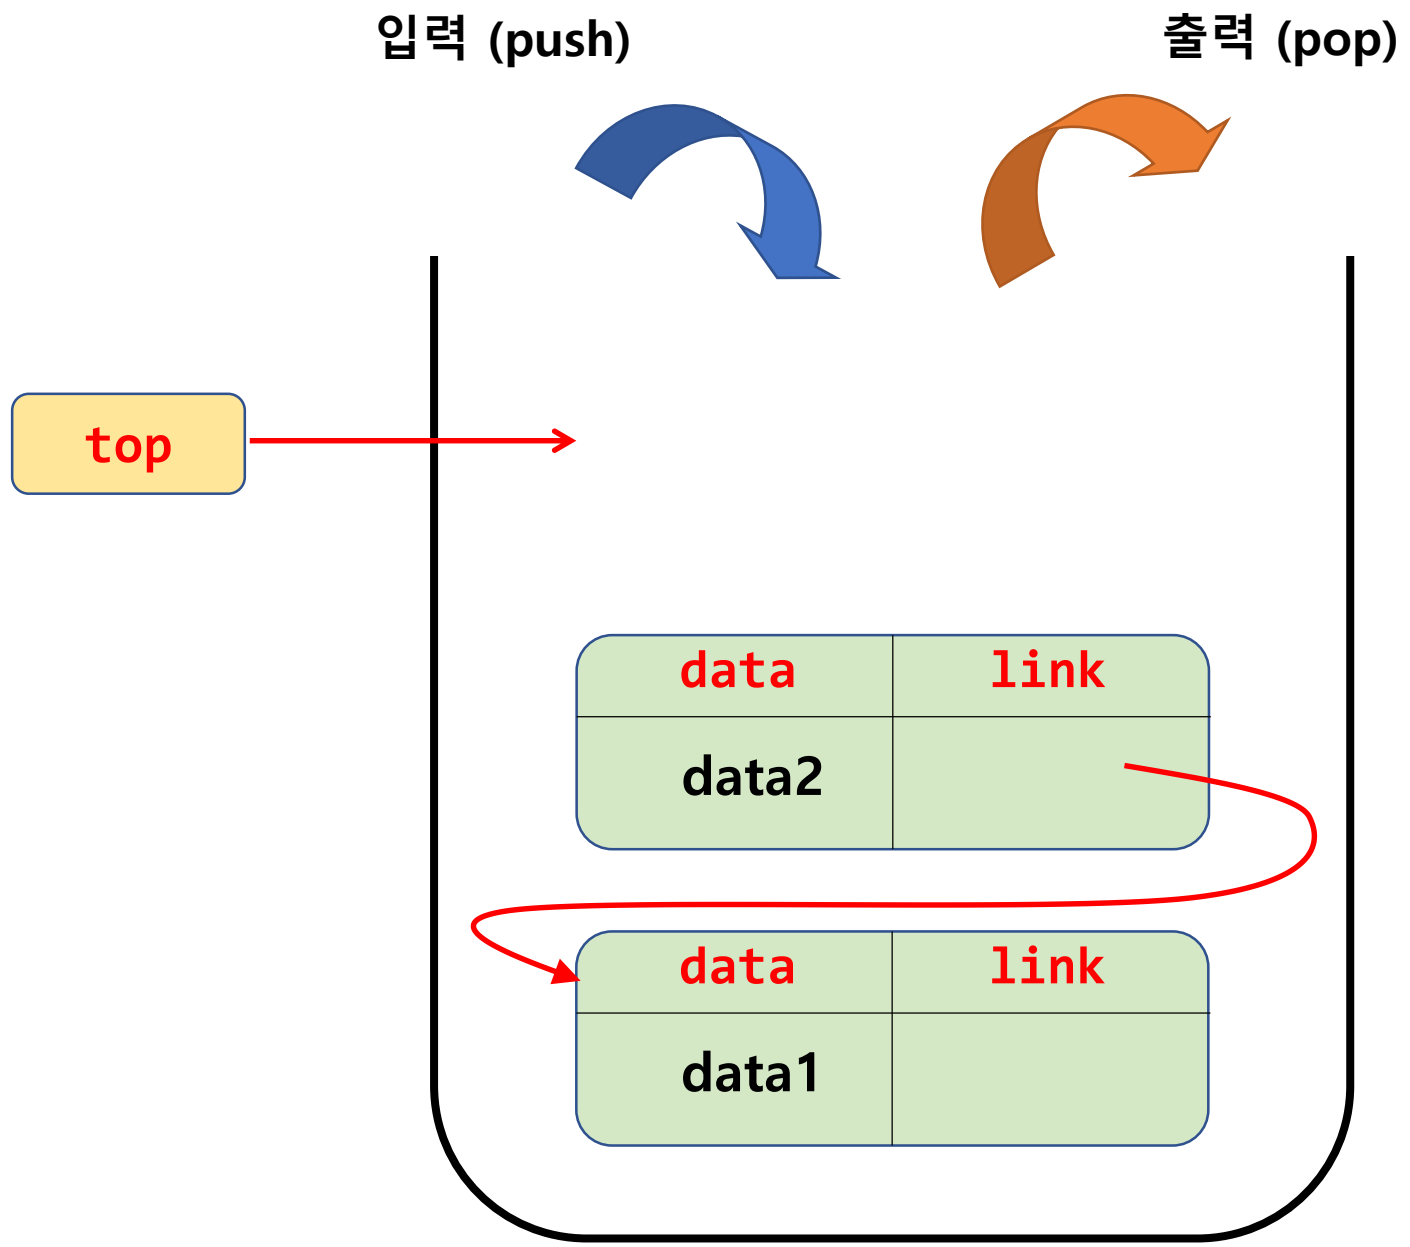 입력 (push)
출력 (pop)
top
data link
data2
data link
data1